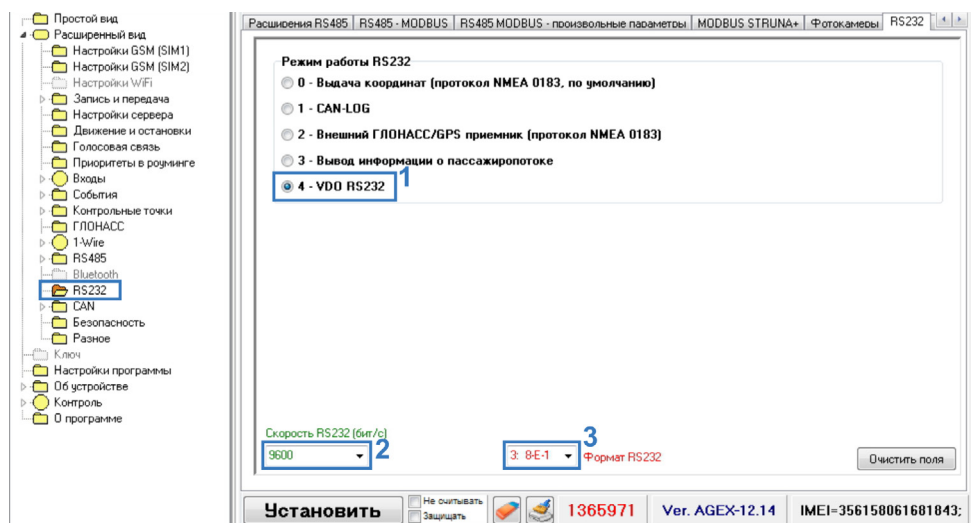 Простой вид
Расширенный вид
Настройки GSM (SIM1)
Настройки GSM (SIM2)
Настройки WiFi
Запись и передача
Настройки сервера
Движение и остановки
Голосовая связь
Приоритеты в роуминге
Входы
События
Контрольные точки
ГЛОНАСС
1-Wire
RS485
Bluetooth
RS232
CAN
Безопасность
Разное
Ключ
Настройки программы
Об устройстве
Контроль
О программе
Расширения RS485 RS485 - MODBUS RS485 MODBUS - произвольные параметры MODBUS STRUNA+ Фотокамеры RS232
Режим работы RS232
0 - Выдача координат (протокол NMEA 0183, по умолчанию)
1 - CAN-LOG
2 - Внешний ГЛОНАСС/GPS приемник (протокол NMEA 0183)
3 - Вывод информации о пассажиропотоке
4 - VDO RS232 1
Скорость RS232 (бит/с)
9600 2
3
3: 8-E-1 Формат RS232
Очистить поля
Установить
Не считывать
Защищать
1365971 Ver. AGEX-12.14 IMEI=356158061681843;